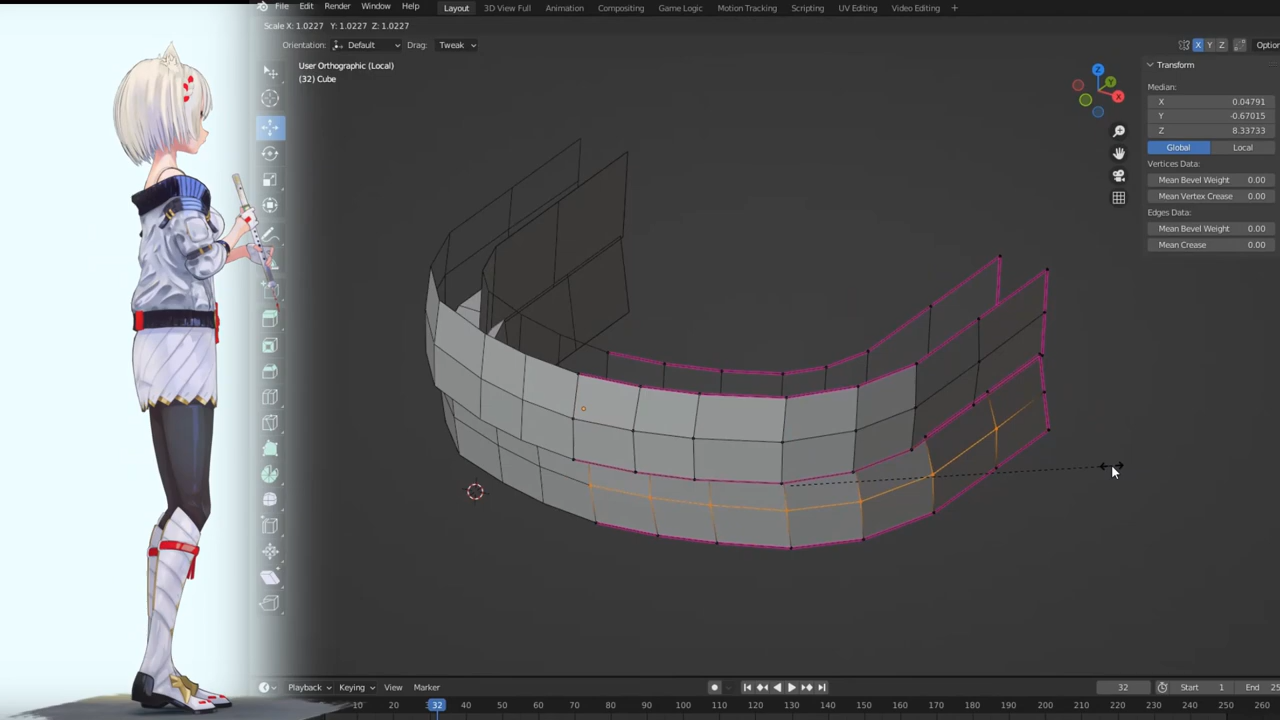 File Edit Render Window Help Layout 3D View Full Animation Compositing Game Logic Motion Tracking Scripting UV Editing Video Editing +
Scale X: 1.0227 Y: 1.0227 Z: 1.0227
Orientation: Default Drag: Tweak X Y Z Optio
User Orthographic (Local)
(32) Cube
Z
Y
X
Transform
Median:
X 0.04791
Y -0.67015
Z 8.33733
Global Local
Vertices Data:
Mean Bevel Weight 0.00
Mean Vertex Crease 0.00
Edges Data:
Mean Bevel Weight 0.00
Mean Crease 0.00
Playback Keying View Marker 32 Start 1 End 25
10 32 40 50 60 70 80 90 100 110 120 130 140 150 160 170 180 190 200 210 220 230 240 250 260